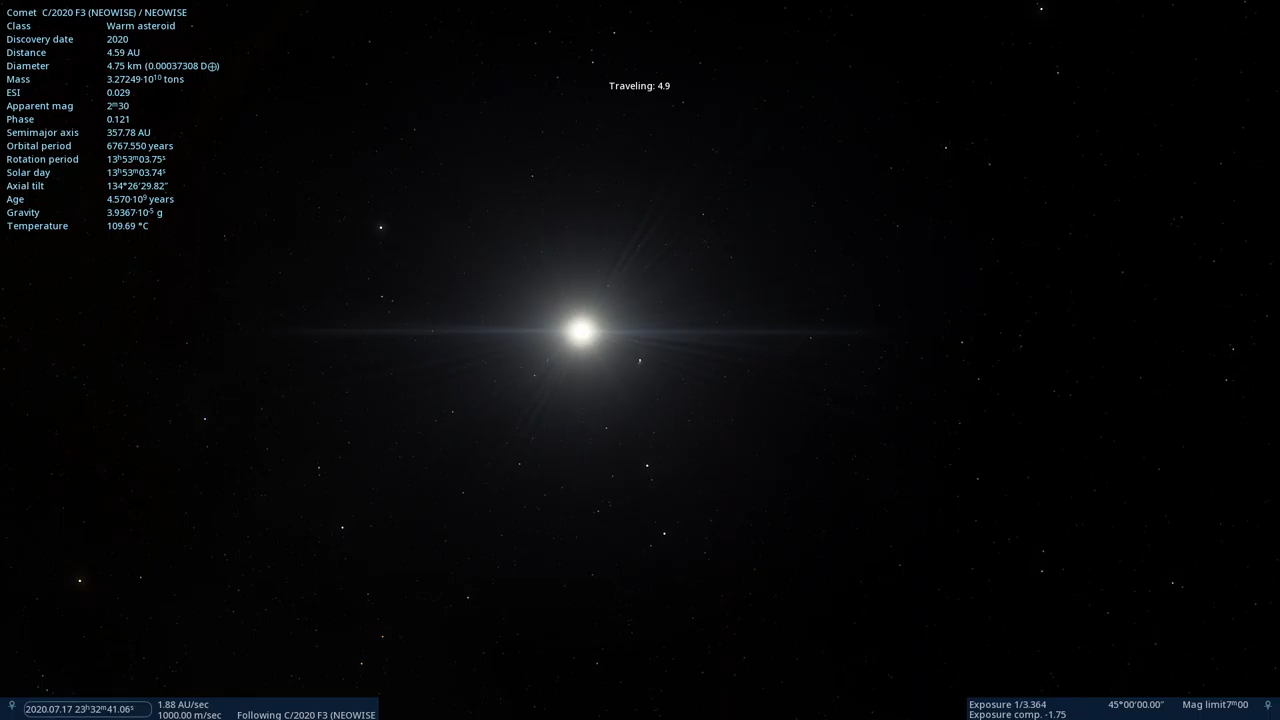 Comet C/2020 F3 (NEOWISE) / NEOWISE
Class Warm asteroid
Discovery date 2020
Distance 4.59 AU
Diameter 4.75 km (0.00037308 D⊕)
Mass 3.27249·10¹⁰ tons
ESI 0.029
Apparent mag 2ᵐ30
Phase 0.121
Semimajor axis 357.78 AU
Orbital period 6767.550 years
Rotation period 13ʰ53ᵐ03.75ˢ
Solar day 13ʰ53ᵐ03.74ˢ
Axial tilt 134°26′29.82″
Age 4.570·10⁹ years
Gravity 3.9367·10⁻⁵ g
Temperature 109.69 °C
Traveling: 4.9
2020.07.17 23ʰ32ᵐ41.06ˢ
1.88 AU/sec
1000.00 m/sec Following C/2020 F3 (NEOWISE
Exposure 1/3.364 45°00′00.00″ Mag limit7ᵐ00
Exposure comp. -1.75